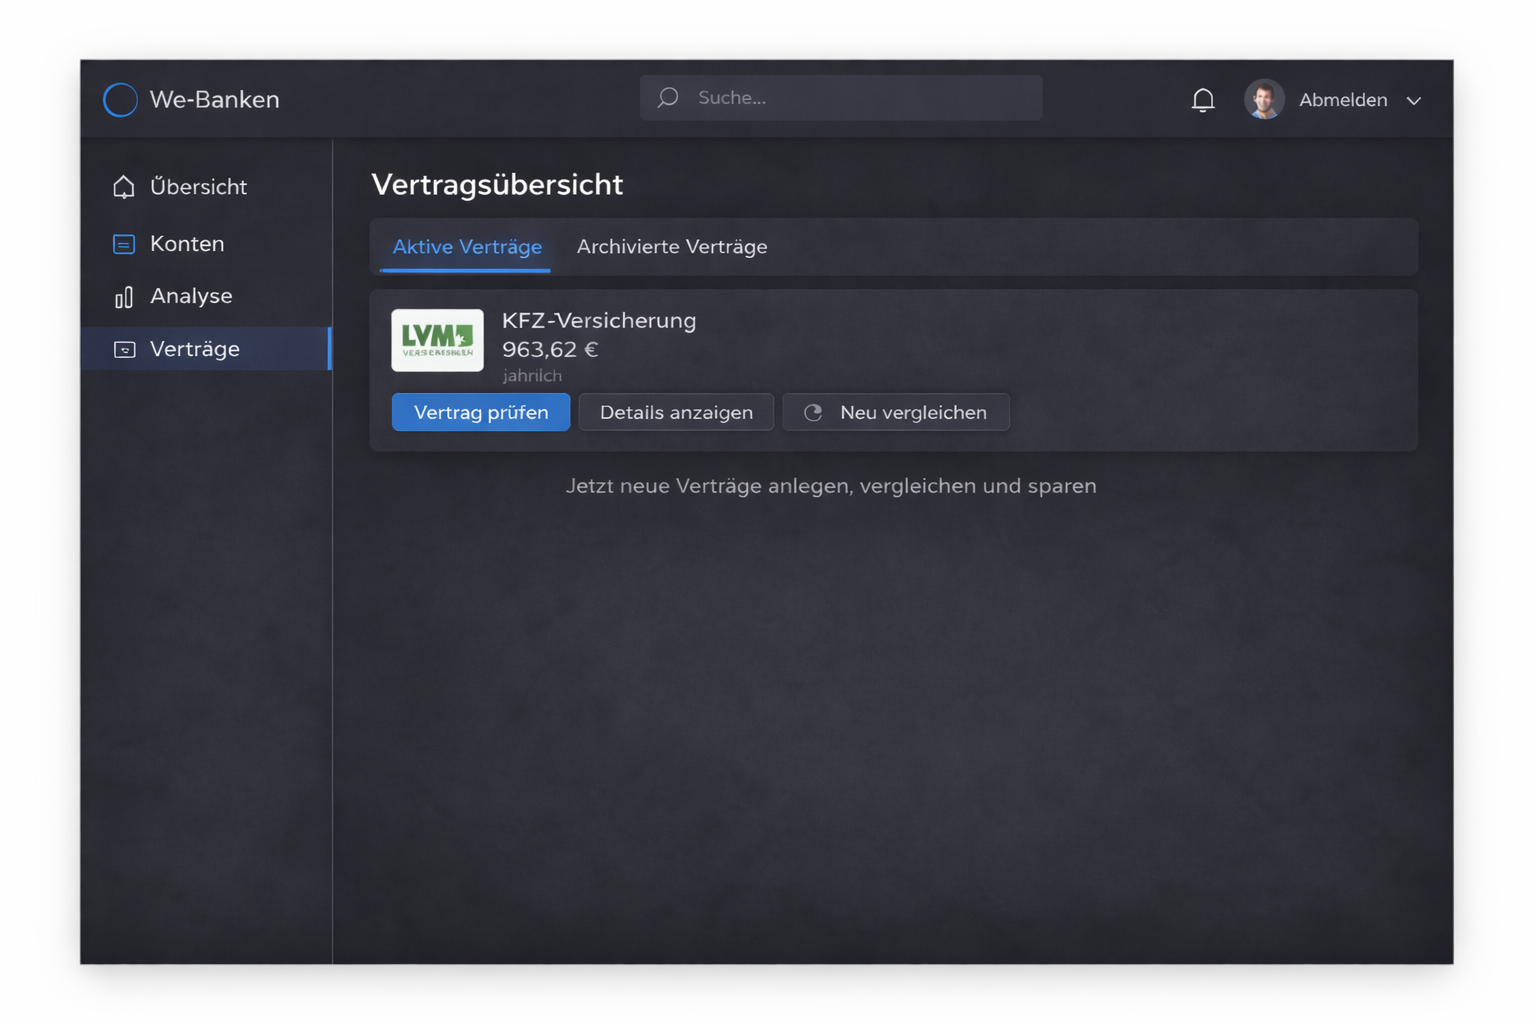 We-Banken
Suche...
Abmelden
Übersicht
Konten
Analyse
Verträge
Vertragsübersicht
Aktive Verträge Archivierte Verträge
LVM
KFZ-Versicherung
963,62 €
jahrilch
Vertrag prüfen Details anzaigen Neu vergleichen
Jetzt neue Verträge anlegen, vergleichen und sparen